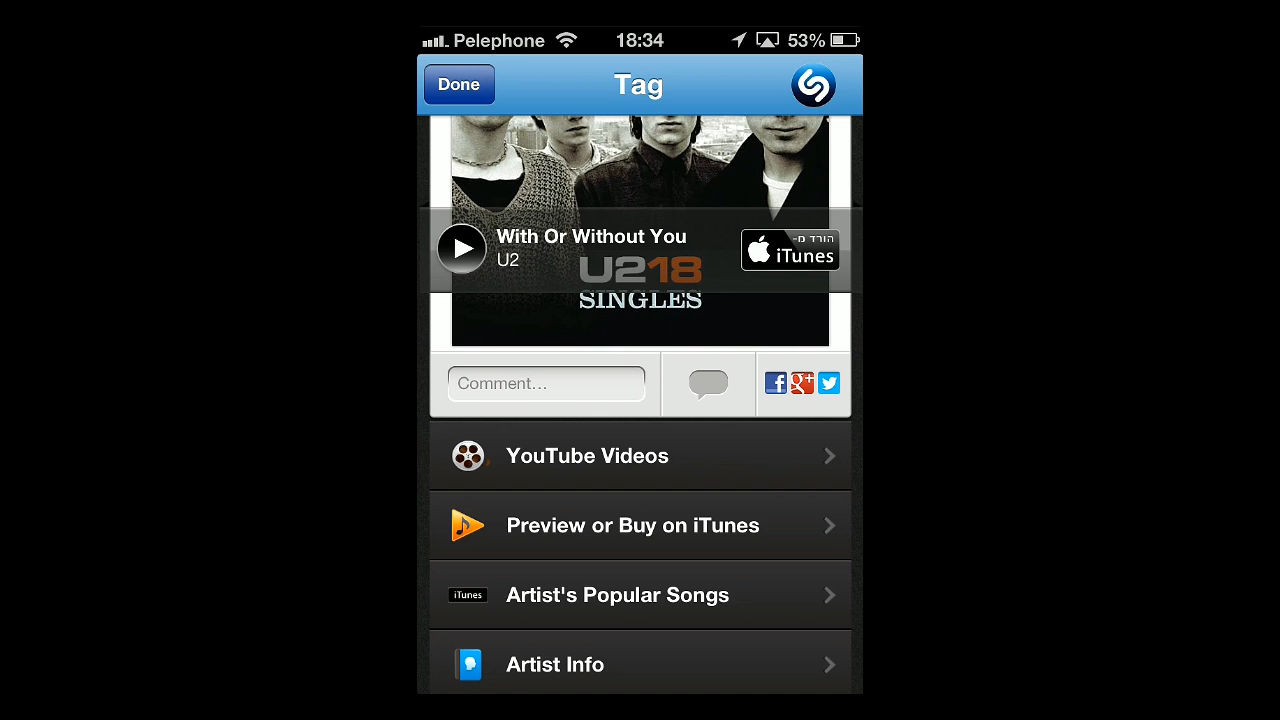 Pelephone 18:34 53%
Done Tag
With Or Without You
U2
הורד מ-
iTunes
U218
SINGLES
Comment...
YouTube Videos
Preview or Buy on iTunes
iTunes Artist's Popular Songs
Artist Info